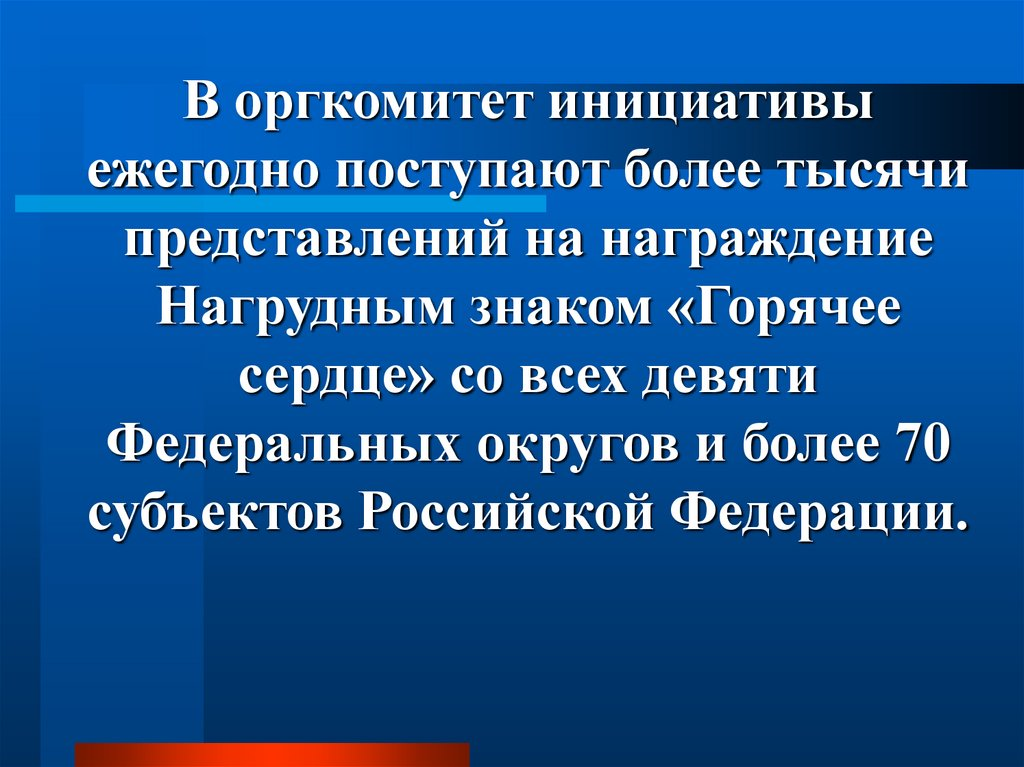 В оргкомитет инициативы
ежегодно поступают более тысячи
представлений на награждение
Нагрудным знаком «Горячее
сердце» со всех девяти
Федеральных округов и более 70
субъектов Российской Федерации.